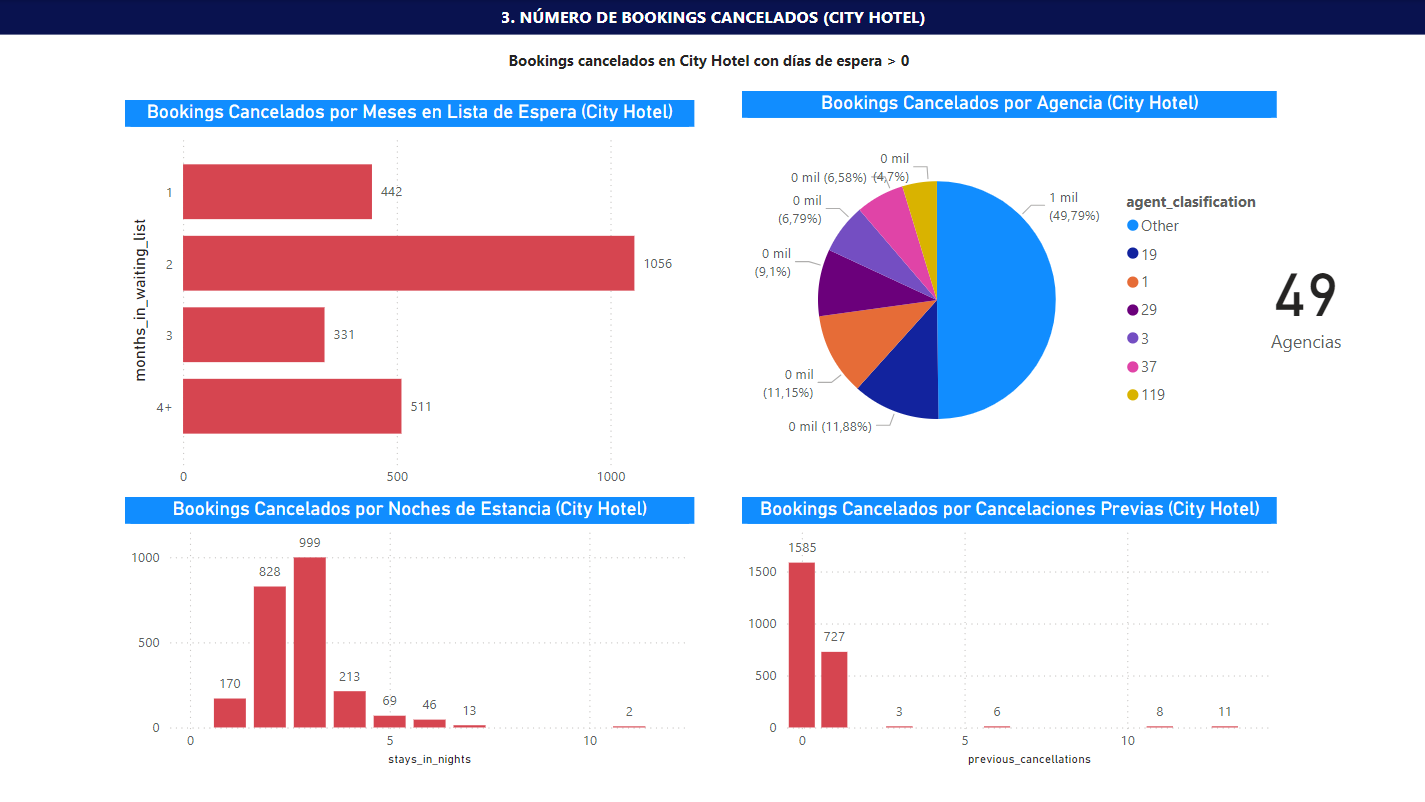 3. NÚMERO DE BOOKINGS CANCELADOS (CITY HOTEL)
Bookings cancelados en City Hotel con días de espera > 0
Bookings Cancelados por Meses en Lista de Espera (City Hotel)
months_in_waiting_list
1
442
2
1056
3
331
4+
511
0
500
1000
Bookings Cancelados por Agencia (City Hotel)
0 mil
(4,7%)
0 mil (6,58%)
0 mil
(6,79%)
0 mil
(9,1%)
0 mil
(11,15%)
0 mil (11,88%)
1 mil
(49,79%)
agent_clasification
Other
19
1
29
3
37
119
49
Agencias
Bookings Cancelados por Noches de Estancia (City Hotel)
1000
500
0
170
828
999
213
69
46
13
2
0
5
10
stays_in_nights
Bookings Cancelados por Cancelaciones Previas (City Hotel)
1500
1000
500
0
1585
727
3
6
8
11
0
5
10
previous_cancellations